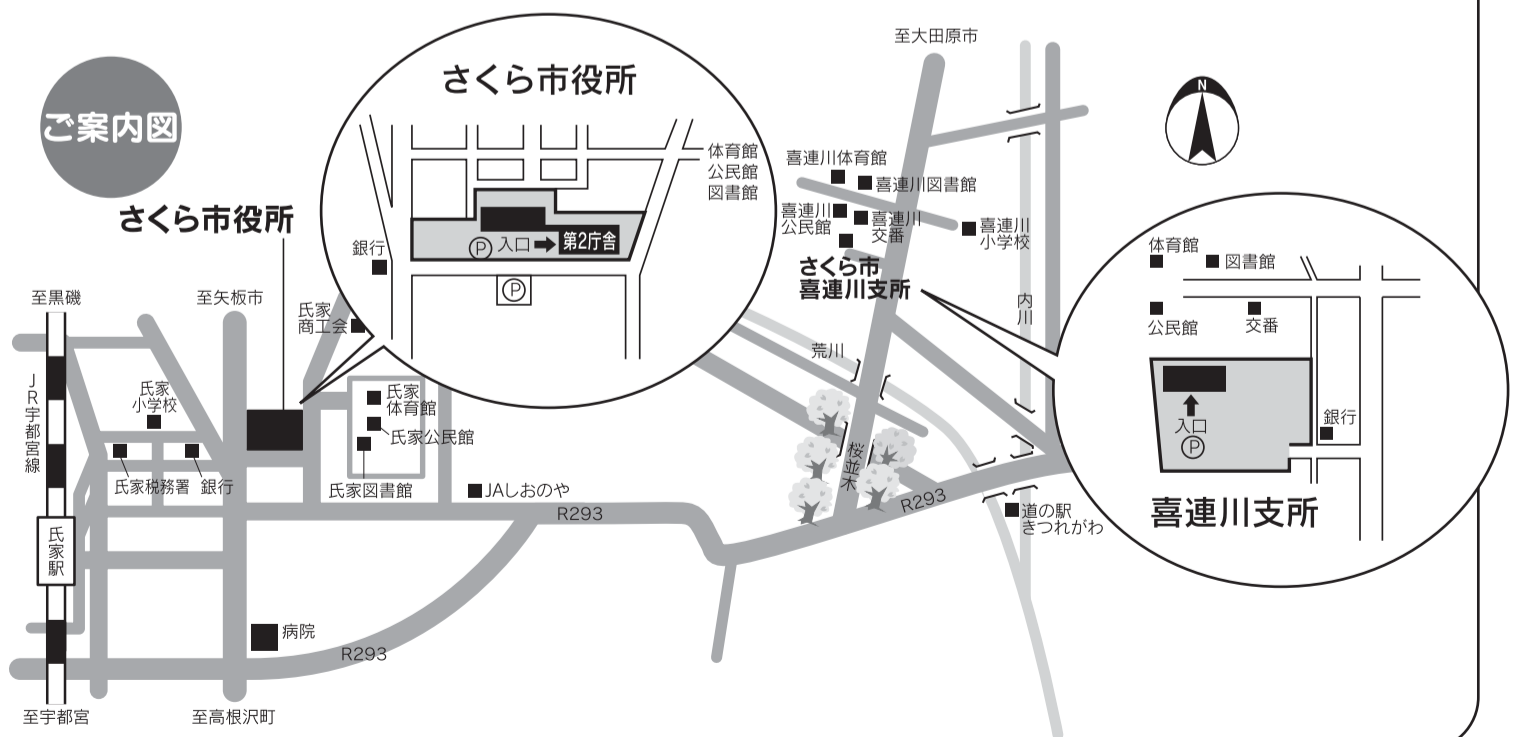 ご案内図
さくら市役所
至黒磯
至矢板市
JR宇都宮線
氏家
小学校
氏家税務署
銀行
氏家駅
至宇都宮
至高根沢町
病院
R293
氏家
商工会
氏家
体育館
氏家公民館
氏家図書館
JAしおのや
R293
さくら市役所
体育館
公民館
図書館
銀行
P 入口 第2庁舎
P
至大田原市
喜連川体育館
喜連川図書館
喜連川
公民館
喜連川
交番
喜連川
小学校
さくら市
喜連川支所
内川
荒川
桜並木
R293
道の駅
きつれがわ
N
体育館
図書館
公民館
交番
入口
P
銀行
喜連川支所